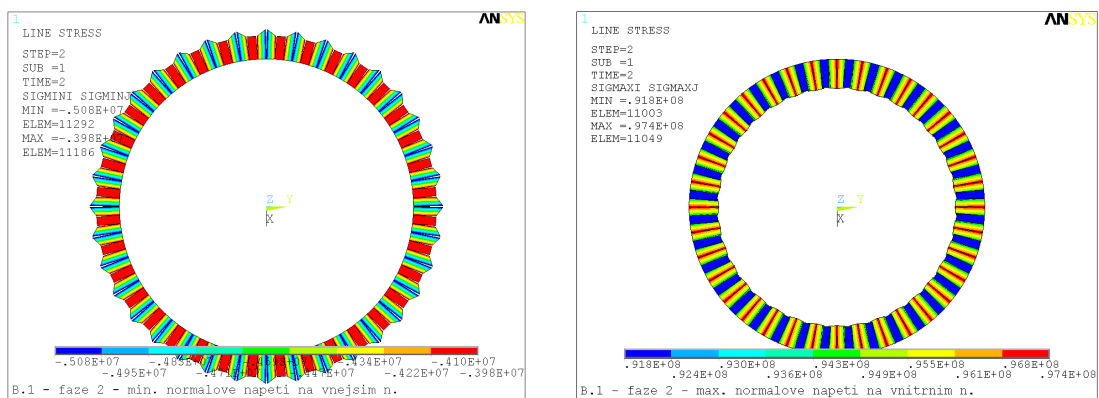 1
ANSYS
LINE STRESS
STEP=2
SUB =1
TIME=2
SIGMINI SIGMINJ
MIN =-.508E+07
ELEM=11292
MAX =-.398E+07
ELEM=11186
Z Y
X
-.508E+07 -.483E+07 -.434E+07 -.410E+07
-.495E+07 -.447E+07 -.422E+07 -.398E+07
B.1 - faze 2 - min. normalove napeti na vnejsim n.
1
ANSYS
LINE STRESS
STEP=2
SUB =1
TIME=2
SIGMAXI SIGMAXJ
MIN =.918E+08
ELEM=11003
MAX =.974E+08
ELEM=11049
Z Y
X
.918E+08 .930E+08 .943E+08 .955E+08 .968E+08
.924E+08 .936E+08 .949E+08 .961E+08 .974E+08
B.1 - faze 2 - max. normalove napeti na vnitrnim n.